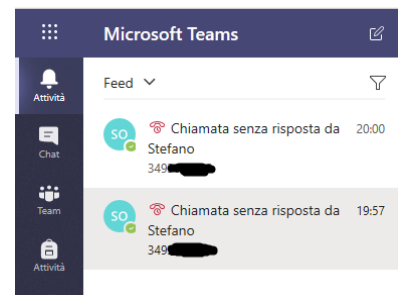 Microsoft Teams
Attività
Chat
Team
Attività
Feed
SO
Chiamata senza risposta da 20:00
Stefano
349
SO
Chiamata senza risposta da 19:57
Stefano
349